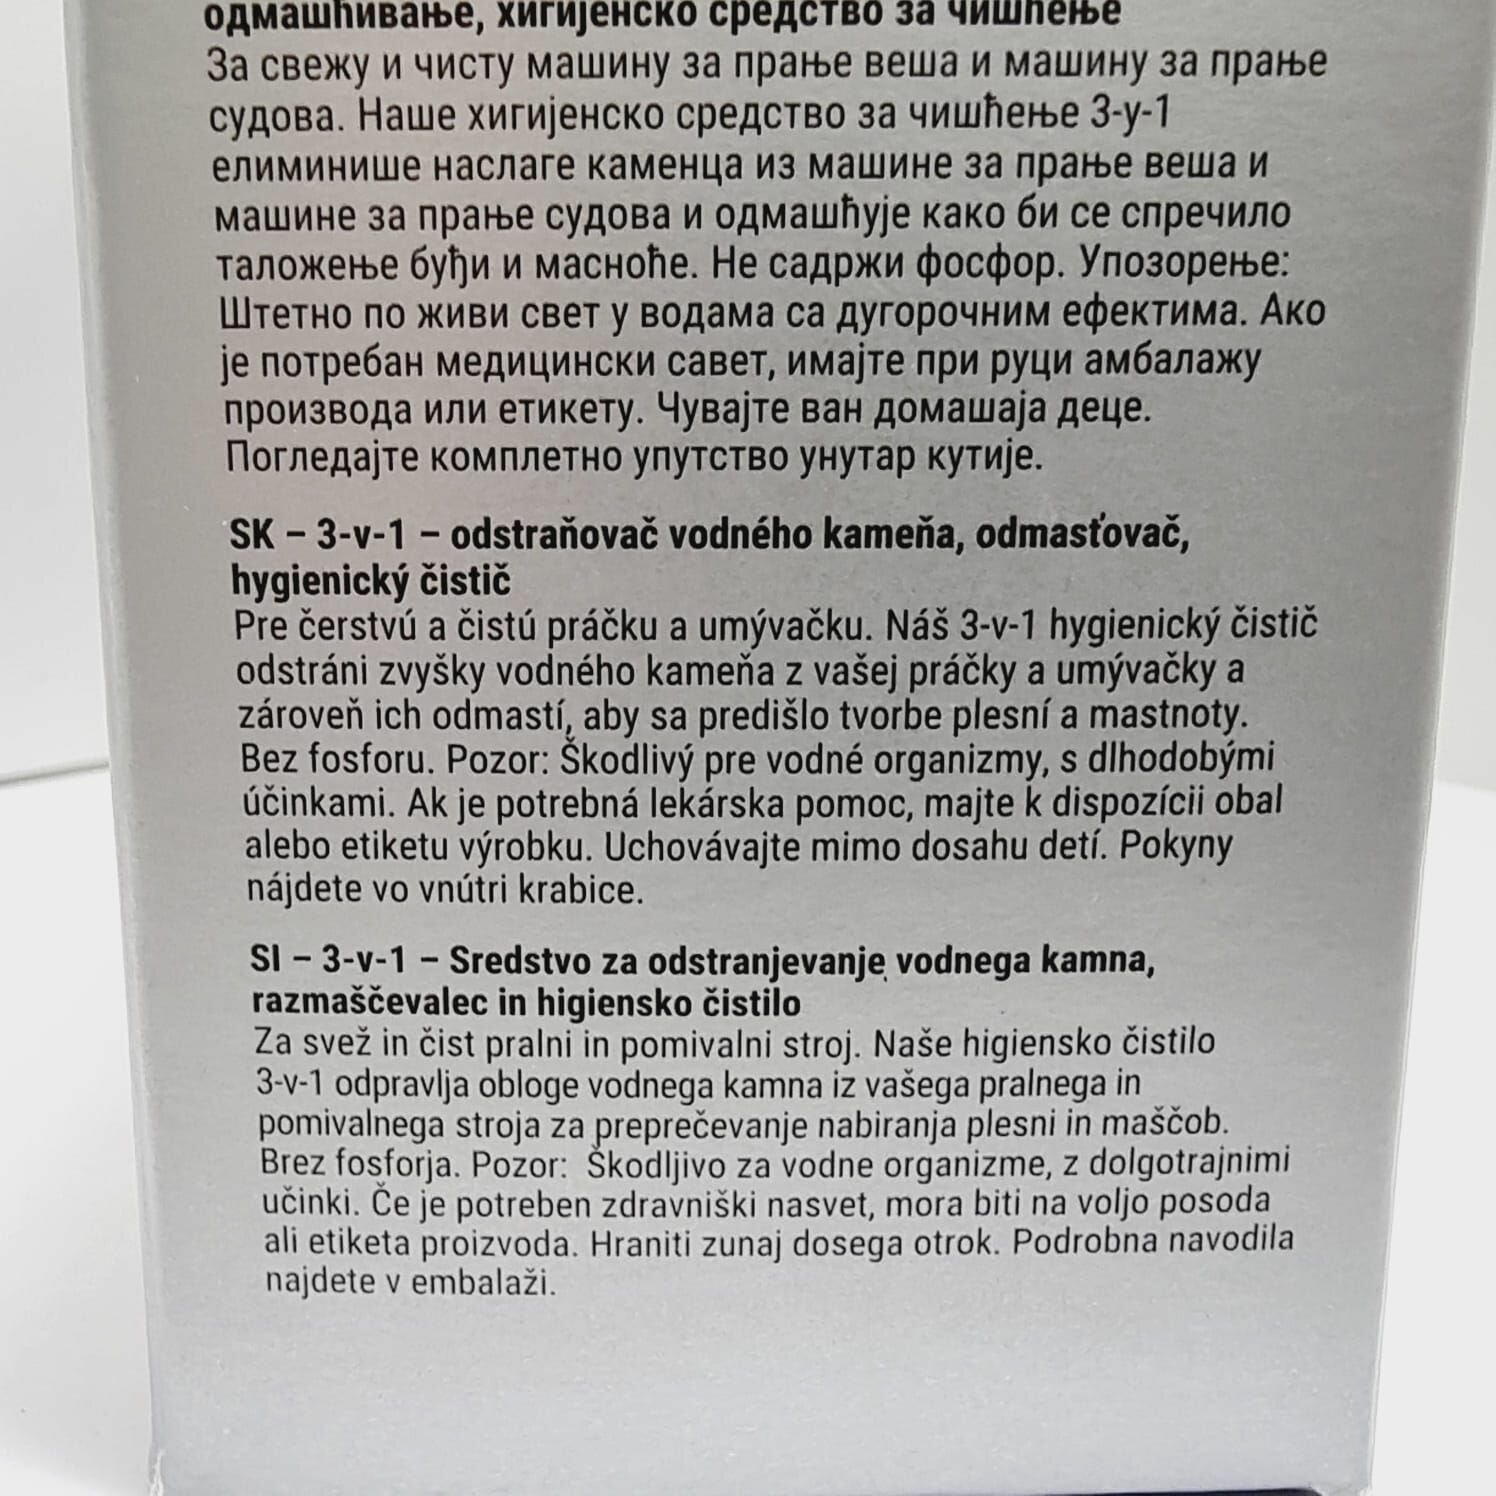 одмашћивање, хигијенско средство за чишћење
За свежу и чисту машину за прање веша и машину за прање
судова. Наше хигијенско средство за чишћење 3-у-1
елиминише наслаге каменца из машине за прање веша и
машине за прање судова и одмашћује како би се спречило
таложење буђи и масноће. Не садржи фосфор. Упозорење:
Штетно по живи свет у водама са дугорочним ефектима. Ако
је потребан медицински савет, имајте при руци амбалажу
производа или етикету. Чувајте ван домашаја деце.
Погледајте комплетно упутство унутар кутије.
SK – 3-v-1 – odstraňovač vodného kameňa, odmasťovač,
hygienický čistič
Pre čerstvú a čistú práčku a umývačku. Náš 3-v-1 hygienický čistič
odstráni zvyšky vodného kameňa z vašej práčky a umývačky a
zároveň ich odmastí, aby sa predišlo tvorbe plesní a mastnoty.
Bez fosforu. Pozor: Škodlivý pre vodné organizmy, s dlhodobými
účinkami. Ak je potrebná lekárska pomoc, majte k dispozícii obal
alebo etiketu výrobku. Uchovávajte mimo dosahu detí. Pokyny
nájdete vo vnútri krabice.
SI – 3-v-1 – Sredstvo za odstranjevanje vodnega kamna,
razmaščevalec in higiensko čistilo
Za svež in čist pralni in pomivalni stroj. Naše higiensko čistilo
3-v-1 odpravlja obloge vodnega kamna iz vašega pralnega in
pomivalnega stroja za preprečevanje nabiranja plesni in maščob.
Brez fosforja. Pozor: Škodljivo za vodne organizme, z dolgotrajnimi
učinki. Če je potreben zdravniški nasvet, mora biti na voljo posoda
ali etiketa proizvoda. Hraniti zunaj dosega otrok. Podrobna navodila
najdete v embalaži.